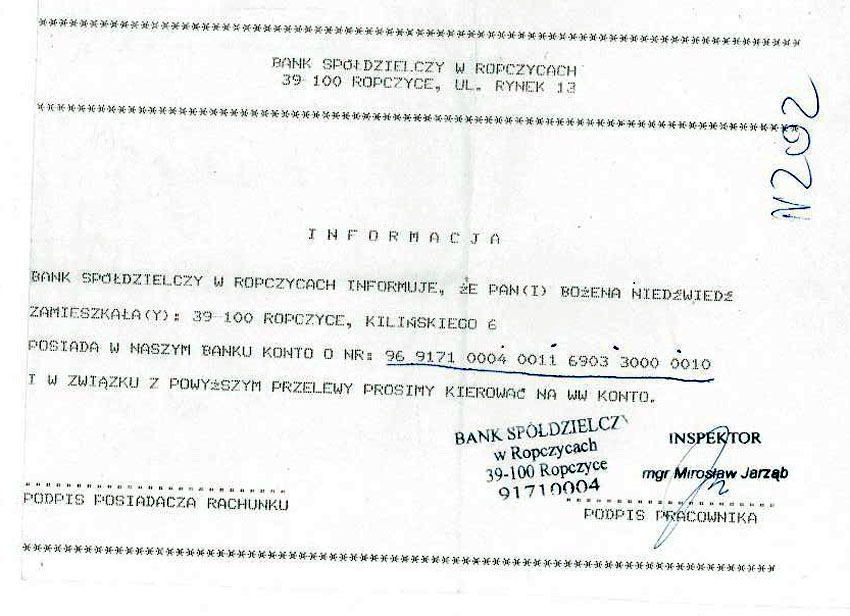 ****************************************************************
BANK SPÓŁDZIELCZY W ROPCZYCACH
39-100 ROPCZYCE, UL. RYNEK 13
****************************************************************
N202
I N F O R M A C J A
BANK SPÓŁDZIELCZY W ROPCZYCACH INFORMUJE, ŻE PAN(I) BOŻENA NIEDŹWIEDŹ
ZAMIESZKAŁA(Y): 39-100 ROPCZYCE, KILIŃSKIEGO 6
POSIADA W NASZYM BANKU KONTO O NR: 96 9171 0004 0011 6903 3000 0010
I W ZWIĄZKU Z POWYŻSZYM PRZELEWY PROSIMY KIEROWAĆ NA WW KONTO.
BANK SPÓŁDZIELCZY
w Ropczycach
39-100 Ropczyce
91710004
INSPEKTOR
mgr Mirosław Jarząb
PODPIS POSIADACZA RACHUNKU
PODPIS PRACOWNIKA
****************************************************************